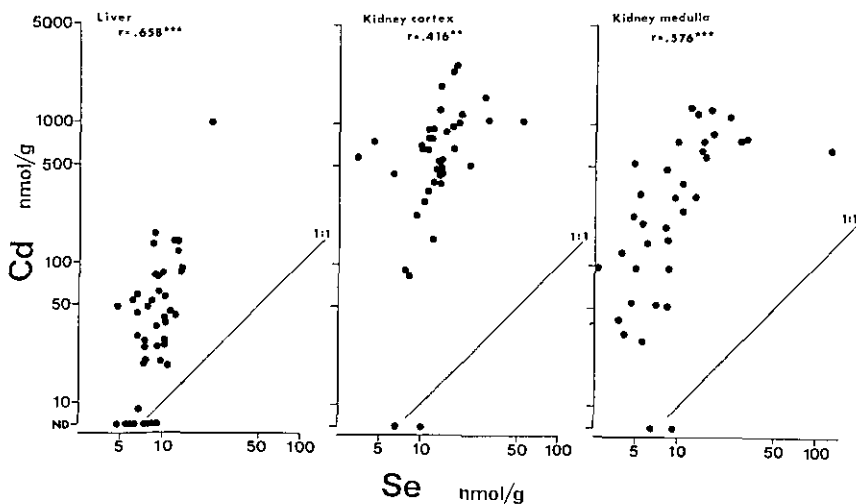 Liver
r=.658***
Kidney cortex
r=.416**
Kidney medulla
r=.576***
5000
1000
500
100
50
10
ND
Cd nmol/g
1:1
1:1
1:1
5 10 50 100
5 10 50 100
5 10 50 100
Se nmol/g